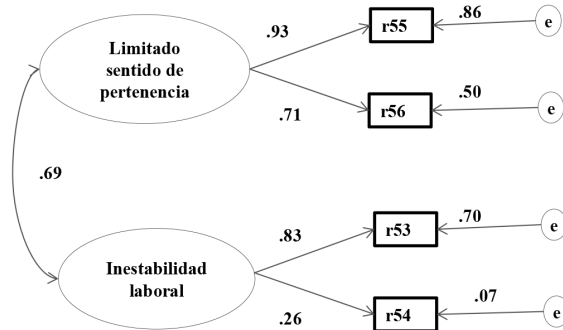 .93
r55
.86
e
Limitado
sentido de
pertenencia
.71
r56
.50
e
.69
.83
r53
.70
e
Inestabilidad
laboral
.26
r54
.07
e